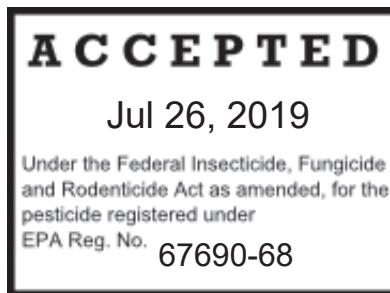 ACCEPTED
Jul 26, 2019
Under the Federal Insecticide, Fungicide
and Rodenticide Act as amended, for the
pesticide registered under
EPA Reg. No. 67690-68